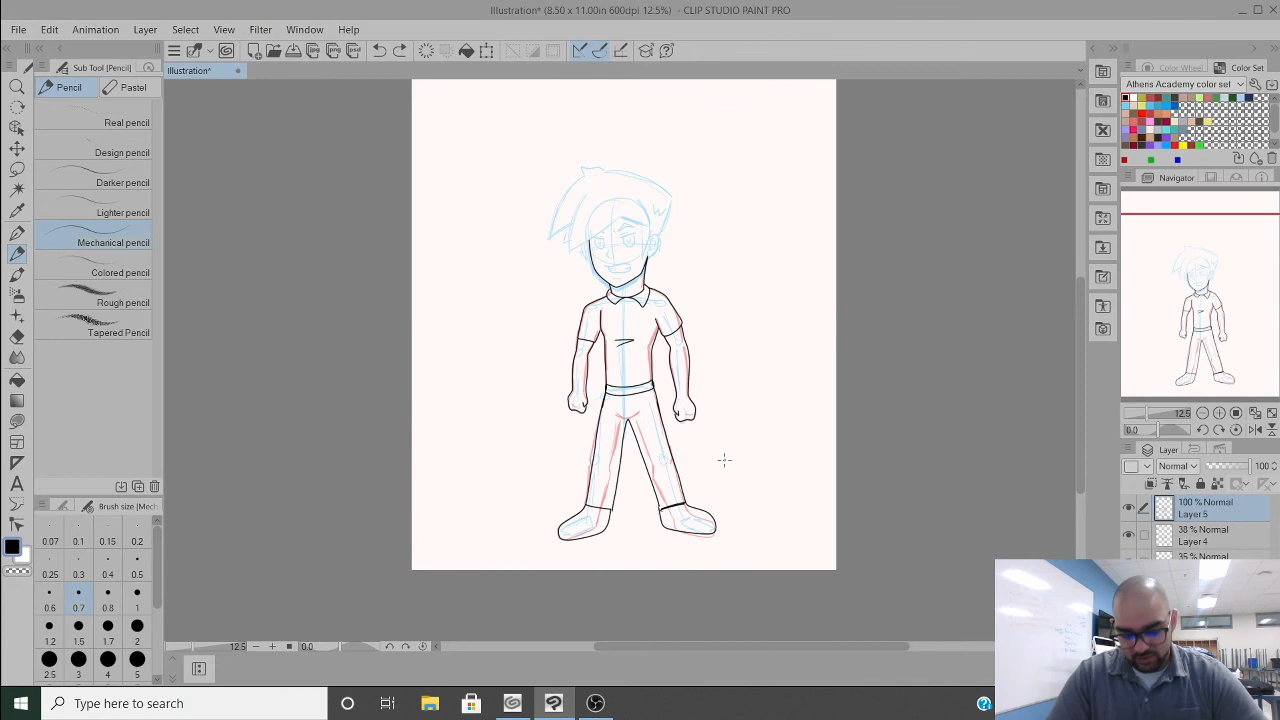 Illustration* (8.50 x 11.00in 600dpi 12.5%) - CLIP STUDIO PAINT PRO
File Edit Animation Layer Select View Filter Window Help
Illustration*
Sub Tool [Pencil]
Pencil Pastel
Real pencil
Design pencil
Darker pencil
Lighter pencil
Mechanical pencil
Colored pencil
Rough pencil
Tapered Pencil
Brush size [Mech
0.07 0.1 0.15 0.2
0.25 0.3 0.4 0.5
0.6 0.7 0.8 1
1.2 1.5 1.7 2
2.5 3 4 5
12.5 0.0
Color Wheel Color Set
Athens Academy color set
Navigator
12.5
0.0
Layer
Normal 100
100 % Normal
Layer 5
38 % Normal
Layer 4
35 % Normal
Type here to search